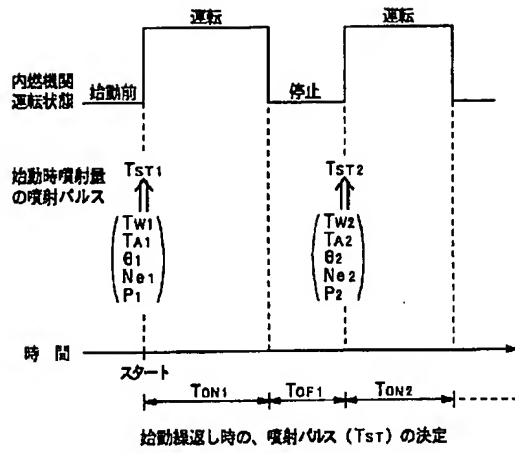 運転
運転
内燃機関
運転状態
始動前
停止
始動時噴射量
の噴射パルス
TST1
TST2
TW1
TA1
θ1
Ne1
P1
TW2
TA2
θ2
Ne2
P2
時間
スタート
TON1
TOF1
TON2
始動繰返し時の、噴射パルス(TST)の決定